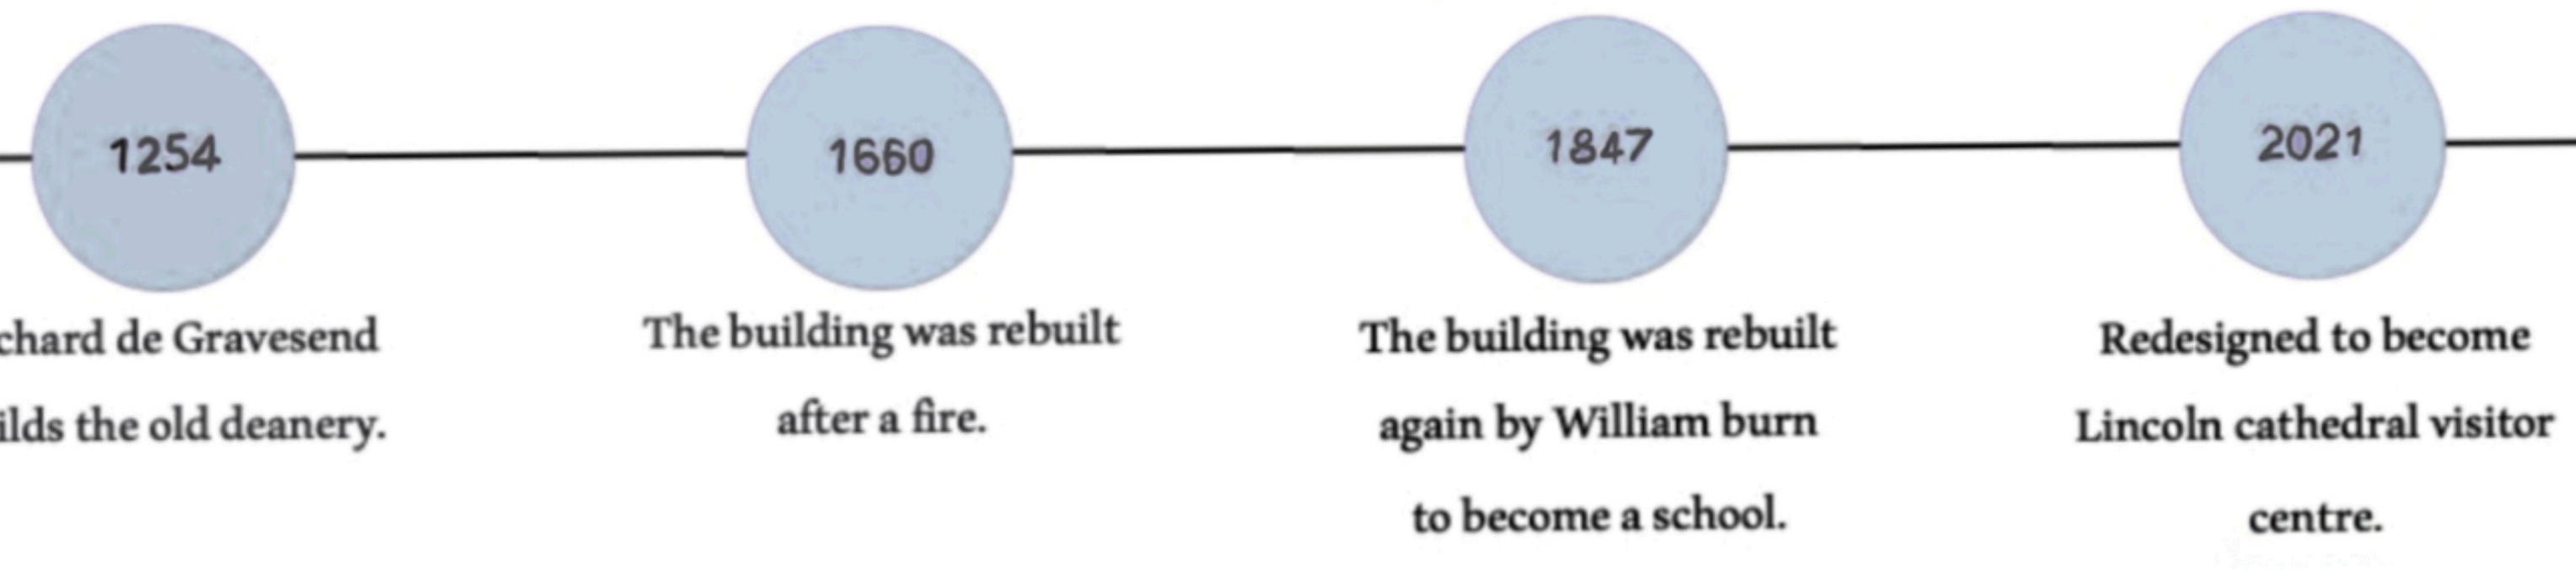 1254
1660
1847
2021
chard de Gravesend
ilds the old deanery.
The building was rebuilt
after a fire.
The building was rebuilt
again by William burn
to become a school.
Redesigned to become
Lincoln cathedral visitor
centre.